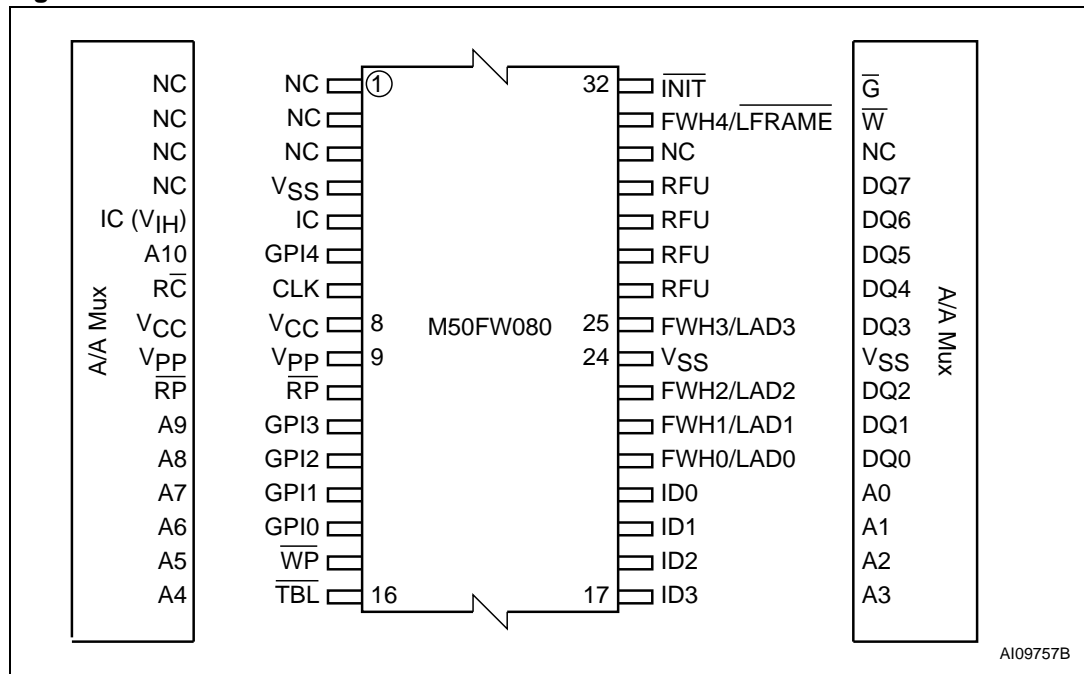 NC NC 1 32 INIT G
NC NC FWH4/LFRAME W
NC NC NC NC
NC VSS RFU DQ7
IC (VIH) IC RFU DQ6
A10 GPI4 RFU DQ5
RC CLK RFU DQ4
A/A Mux
VCC VCC 8 M50FW080 25 FWH3/LAD3 DQ3
A/A Mux
VPP VPP 9 24 VSS VSS
RP RP FWH2/LAD2 DQ2
A9 GPI3 FWH1/LAD1 DQ1
A8 GPI2 FWH0/LAD0 DQ0
A7 GPI1 ID0 A0
A6 GPI0 ID1 A1
A5 WP ID2 A2
A4 TBL 16 17 ID3 A3
AI09757B